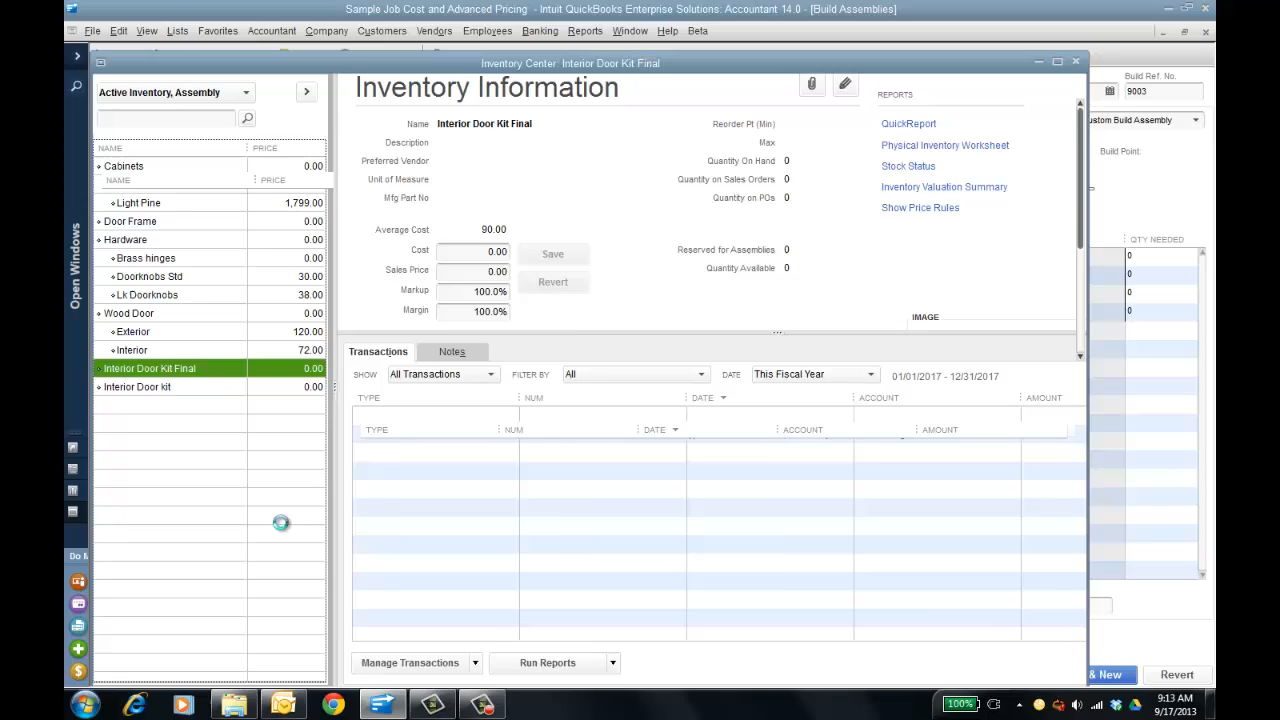 Sample Job Cost and Advanced Pricing - Intuit QuickBooks Enterprise Solutions: Accountant 14.0 - [Build Assemblies]
File Edit View Lists Favorites Accountant Company Customers Vendors Employees Banking Reports Window Help Beta
Inventory Center: Interior Door Kit Final
Active Inventory, Assembly
NAME PRICE
Cabinets 0.00
NAME PRICE
Light Pine 1,799.00
Door Frame 0.00
Hardware 0.00
Brass hinges 0.00
Doorknobs Std 30.00
Lk Doorknobs 38.00
Wood Door 0.00
Exterior 120.00
Interior 72.00
Interior Door Kit Final 0.00
Interior Door kit 0.00
Open Windows
Inventory Information
Name Interior Door Kit Final
Description
Preferred Vendor
Unit of Measure
Mfg Part No
Average Cost 90.00
Cost 0.00
Sales Price 0.00
Markup 100.0%
Margin 100.0%
Save
Revert
Reorder Pt (Min)
Max
Quantity On Hand 0
Quantity on Sales Orders 0
Quantity on POs 0
Reserved for Assemblies 0
Quantity Available 0
REPORTS
QuickReport
Physical Inventory Worksheet
Stock Status
Inventory Valuation Summary
Show Price Rules
IMAGE
Transactions Notes
SHOW All Transactions FILTER BY All DATE This Fiscal Year 01/01/2017 - 12/31/2017
TYPE NUM DATE ACCOUNT AMOUNT
TYPE NUM DATE ACCOUNT AMOUNT
Manage Transactions Run Reports
Build Ref. No.
9003
ustom Build Assembly
Build Point:
QTY NEEDED
0
0
0
0
& New Revert
Do M
100%
9:13 AM
9/17/2013